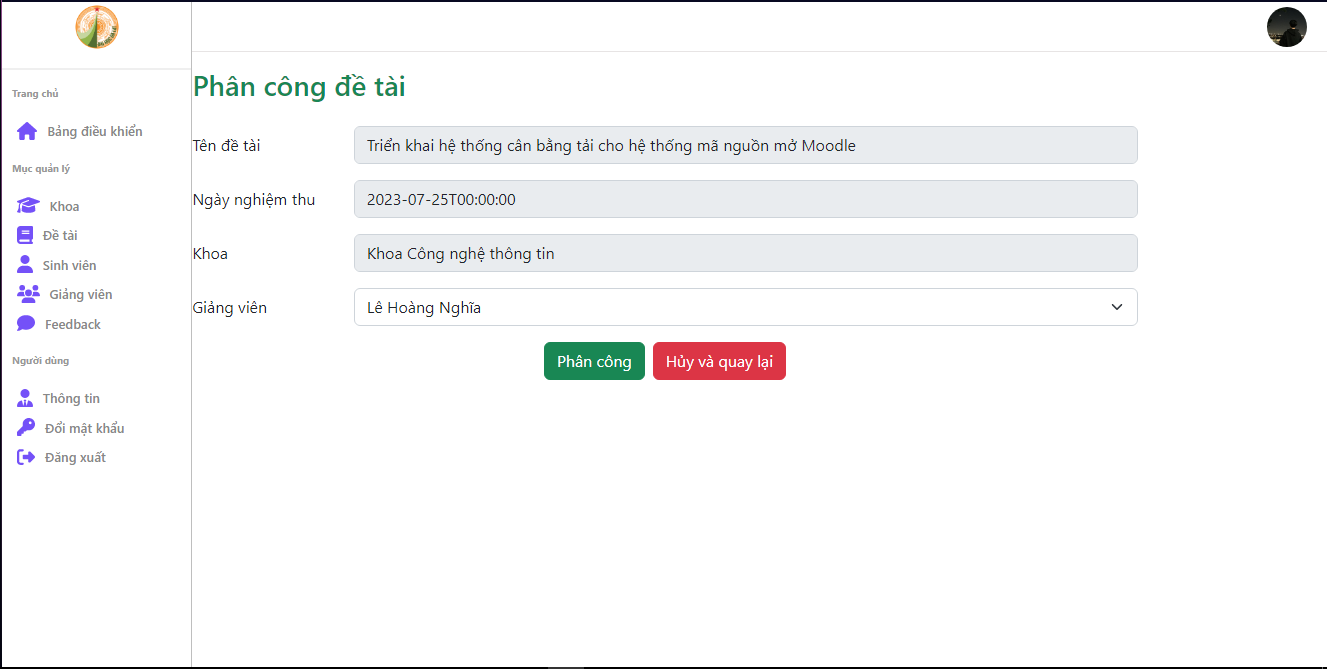 Trang chủ
Bảng điều khiển
Mục quản lý
Khoa
Đề tài
Sinh viên
Giảng viên
Feedback
Người dùng
Thông tin
Đổi mật khẩu
Đăng xuất
Phân công đề tài
Tên đề tài
Triển khai hệ thống cân bằng tải cho hệ thống mã nguồn mở Moodle
Ngày nghiệm thu
2023-07-25T00:00:00
Khoa
Khoa Công nghệ thông tin
Giảng viên
Lê Hoàng Nghĩa
Phân công
Hủy và quay lại